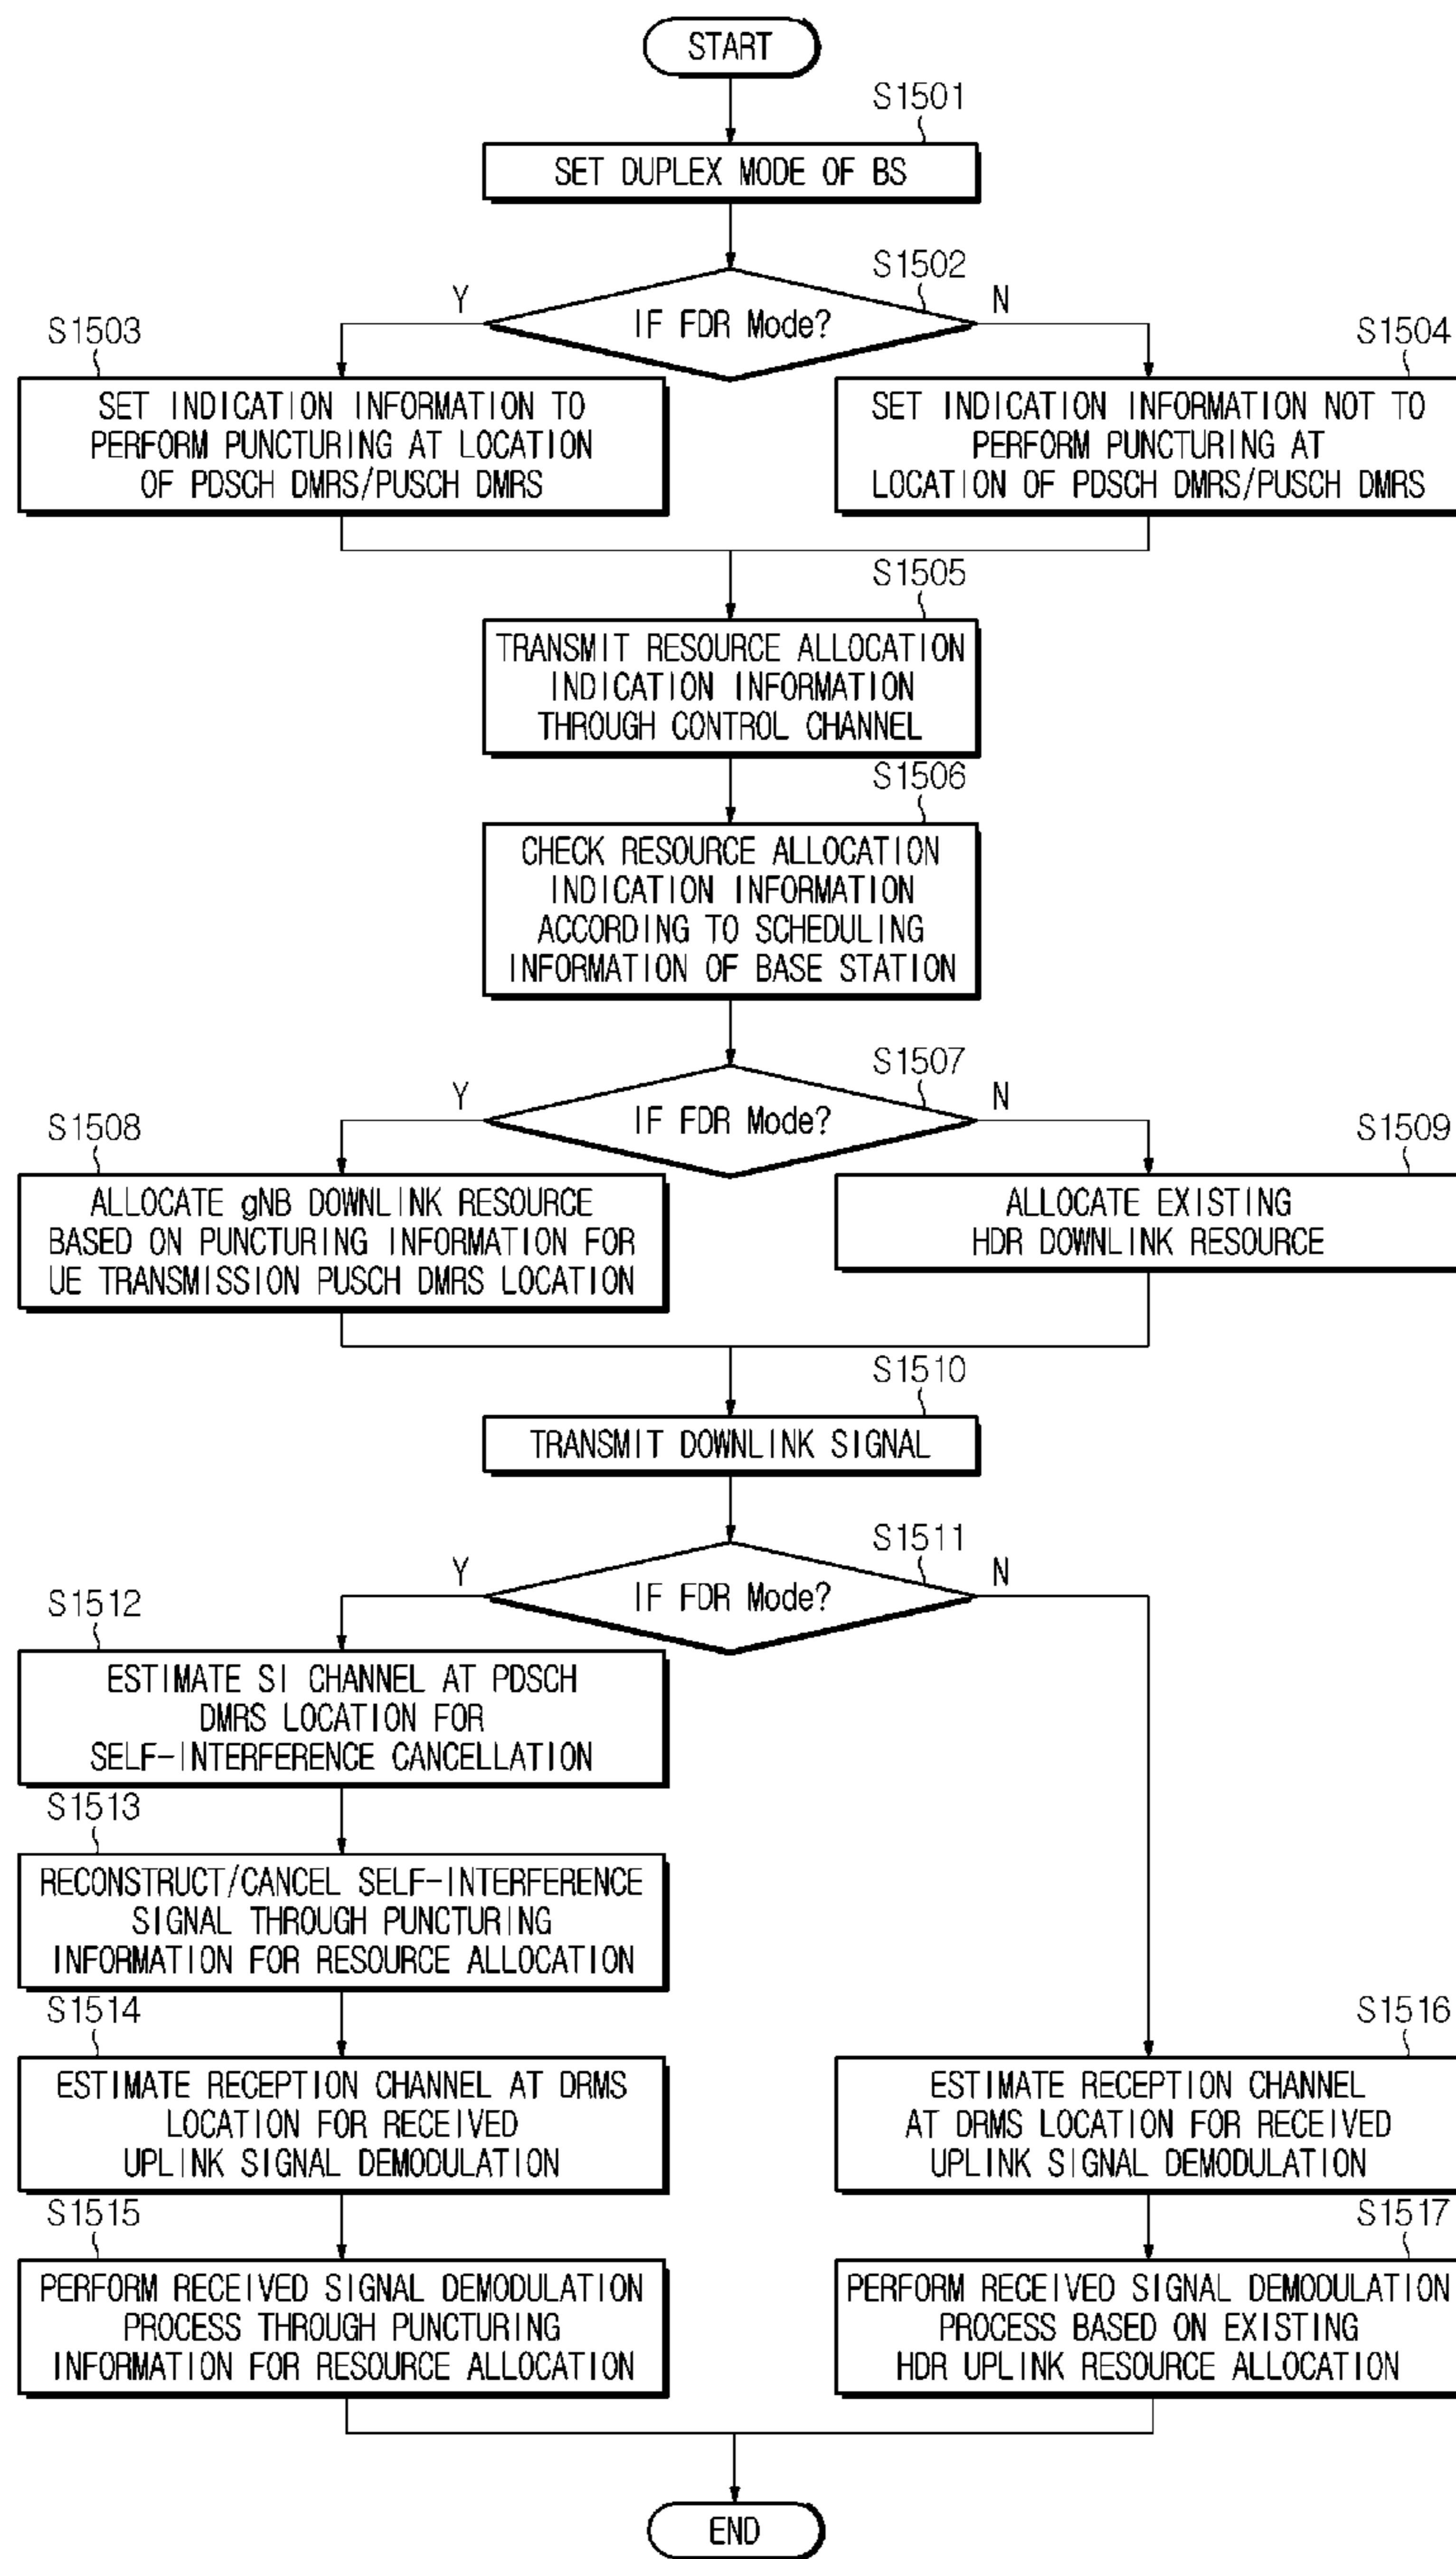 START
S1501
SET DUPLEX MODE OF BS
S1502
Y
N
IF FDR Mode?
S1503
SET INDICATION INFORMATION TO
PERFORM PUNCTURING AT LOCATION
OF PDSCH DMRS/PUSCH DMRS
S1504
SET INDICATION INFORMATION NOT TO
PERFORM PUNCTURING AT
LOCATION OF PDSCH DMRS/PUSCH DMRS
S1505
TRANSMIT RESOURCE ALLOCATION
INDICATION INFORMATION
THROUGH CONTROL CHANNEL
S1506
CHECK RESOURCE ALLOCATION
INDICATION INFORMATION
ACCORDING TO SCHEDULING
INFORMATION OF BASE STATION
S1507
Y
N
IF FDR Mode?
S1508
ALLOCATE gNB DOWNLINK RESOURCE
BASED ON PUNCTURING INFORMATION FOR
UE TRANSMISSION PUSCH DMRS LOCATION
S1509
ALLOCATE EXISTING
HDR DOWNLINK RESOURCE
S1510
TRANSMIT DOWNLINK SIGNAL
S1511
Y
N
IF FDR Mode?
S1512
ESTIMATE SI CHANNEL AT PDSCH
DMRS LOCATION FOR
SELF-INTERFERENCE CANCELLATION
S1513
RECONSTRUCT/CANCEL SELF-INTERFERENCE
SIGNAL THROUGH PUNCTURING
INFORMATION FOR RESOURCE ALLOCATION
S1514
ESTIMATE RECEPTION CHANNEL AT DRMS
LOCATION FOR RECEIVED
UPLINK SIGNAL DEMODULATION
S1516
ESTIMATE RECEPTION CHANNEL
AT DRMS LOCATION FOR RECEIVED
UPLINK SIGNAL DEMODULATION
S1515
PERFORM RECEIVED SIGNAL DEMODULATION
PROCESS THROUGH PUNCTURING
INFORMATION FOR RESOURCE ALLOCATION
S1517
PERFORM RECEIVED SIGNAL DEMODULATION
PROCESS BASED ON EXISTING
HDR UPLINK RESOURCE ALLOCATION
END